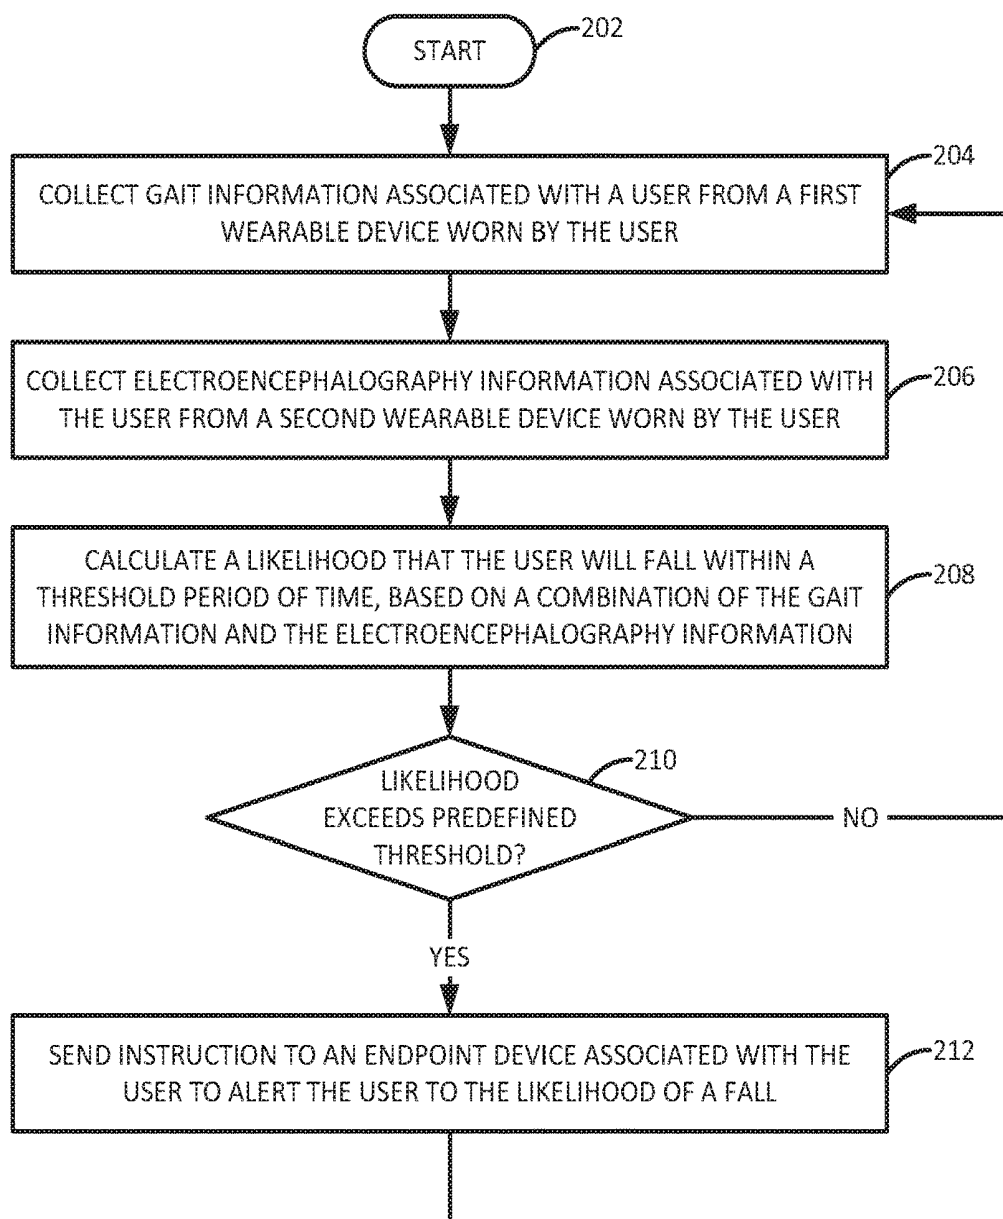 START
202
204
COLLECT GAIT INFORMATION ASSOCIATED WITH A USER FROM A FIRST
WEARABLE DEVICE WORN BY THE USER
COLLECT ELECTROENCEPHALOGRAPHY INFORMATION ASSOCIATED WITH
THE USER FROM A SECOND WEARABLE DEVICE WORN BY THE USER
206
CALCULATE A LIKELIHOOD THAT THE USER WILL FALL WITHIN A
THRESHOLD PERIOD OF TIME, BASED ON A COMBINATION OF THE GAIT
INFORMATION AND THE ELECTROENCEPHALOGRAPHY INFORMATION
208
210
LIKELIHOOD
EXCEEDS PREDEFINED
THRESHOLD?
NO
YES
SEND INSTRUCTION TO AN ENDPOINT DEVICE ASSOCIATED WITH THE
USER TO ALERT THE USER TO THE LIKELIHOOD OF A FALL
212